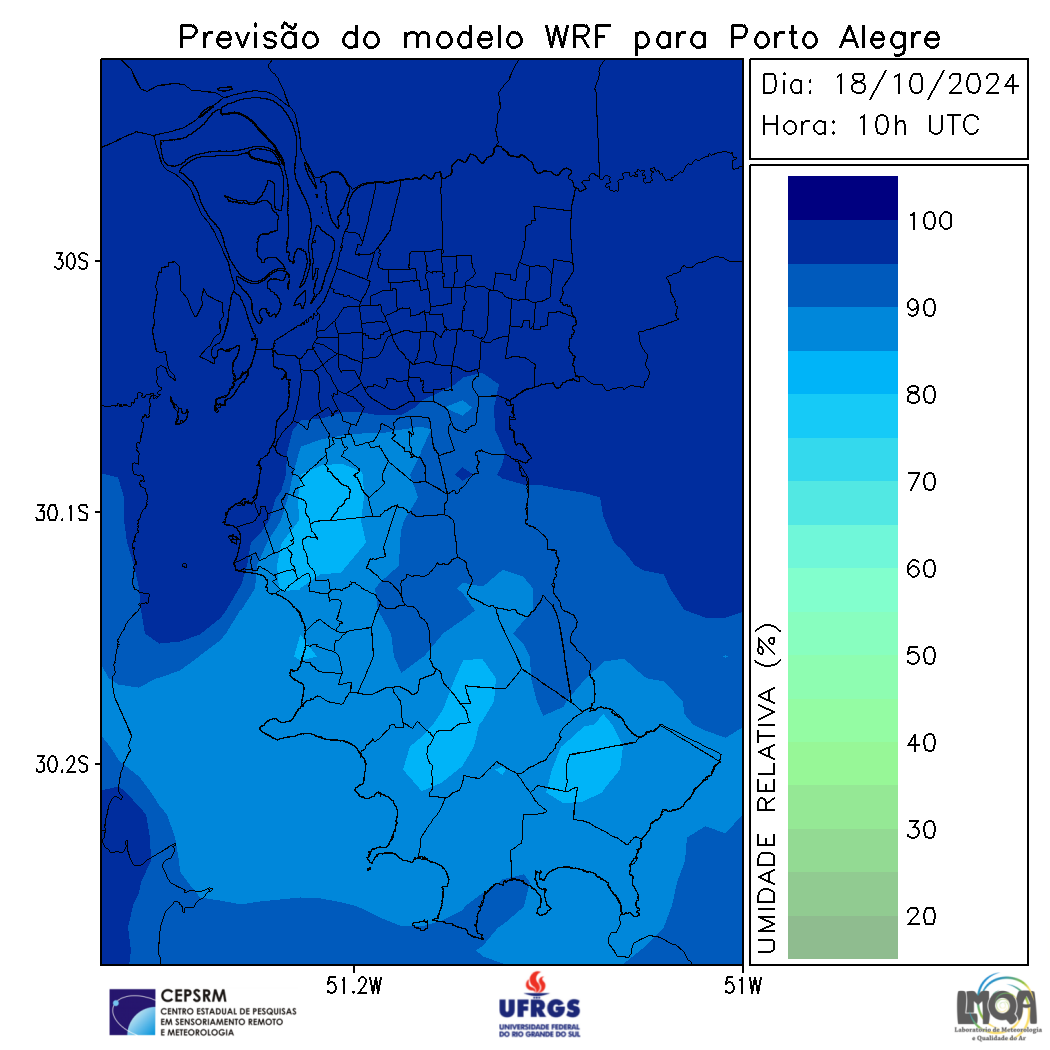 Previsão do modelo WRF para Porto Alegre
Dia: 18/10/2024
Hora: 10h UTC
30S
30.1S
30.2S
51.2W
51W
UMIDADE RELATIVA (%)
100
90
80
70
60
50
40
30
20
CEPSRM
CENTRO ESTADUAL DE PESQUISAS
EM SENSORIAMENTO REMOTO
E METEOROLOGIA
UFRGS
UNIVERSIDADE FEDERAL
DO RIO GRANDE DO SUL
LMQA
Laboratório de Meteorologia
e Qualidade do Ar